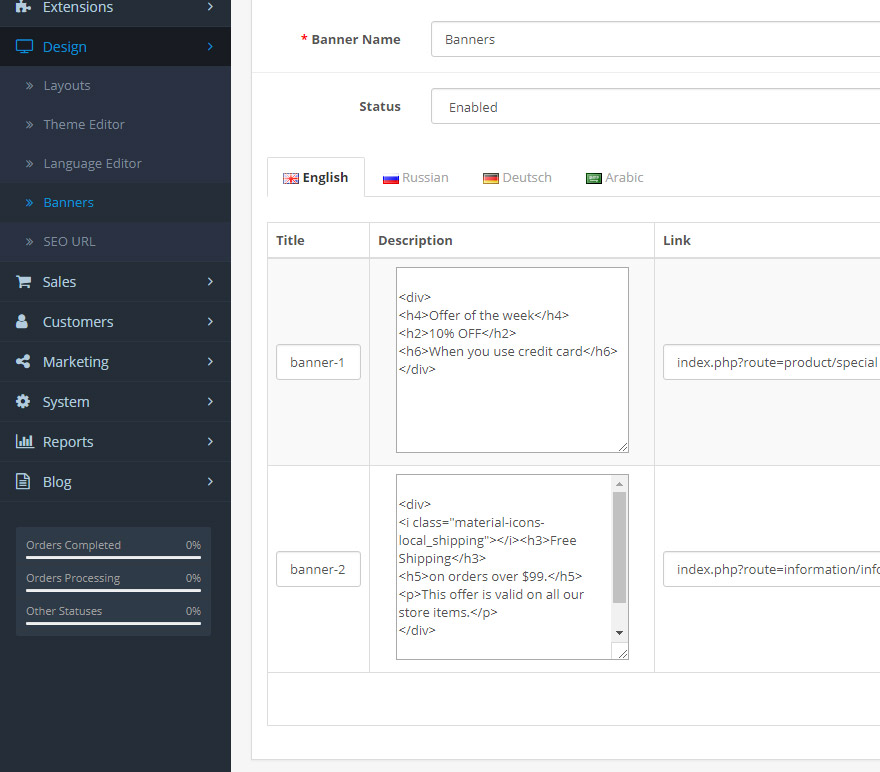 Extensions
Design
Layouts
Theme Editor
Language Editor
Banners
SEO URL
Sales
Customers
Marketing
System
Reports
Blog
Orders Completed 0%
Orders Processing 0%
Other Statuses 0%
* Banner Name Banners
Status Enabled
English Russian Deutsch Arabic
Title Description Link
banner-1
<div>
<h4>Offer of the week</h4>
<h2>10% OFF</h2>
<h6>When you use credit card</h6>
</div>
index.php?route=product/special
banner-2
<div>
<i class="material-icons-
local_shipping"></i><h3>Free
Shipping</h3>
<h5>on orders over $99.</h5>
<p>This offer is valid on all our
store items.</p>
</div>
index.php?route=information/info